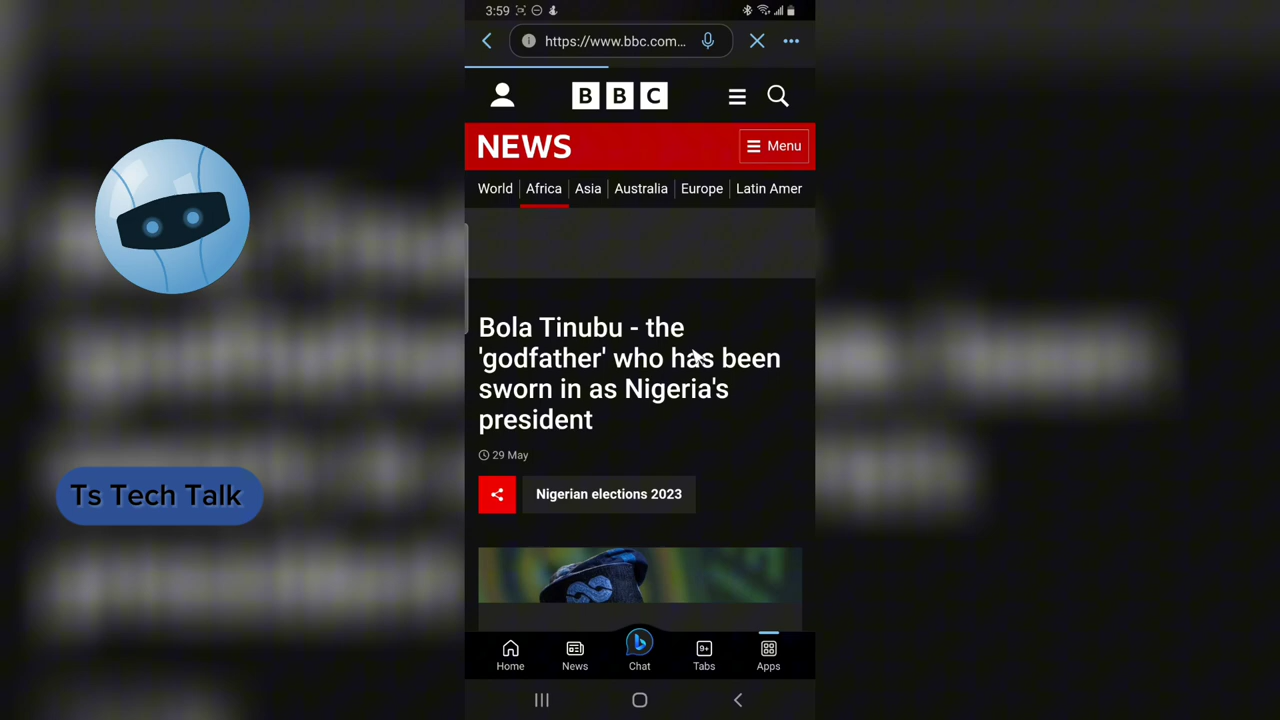 3:59
https://www.bbc.com...
BBC
NEWS
Menu
World Africa Asia Australia Europe Latin Amer
Bola Tinubu - the
'godfather' who has been
sworn in as Nigeria's
president
29 May
Nigerian elections 2023
Ts Tech Talk
9+
Home News Chat Tabs Apps